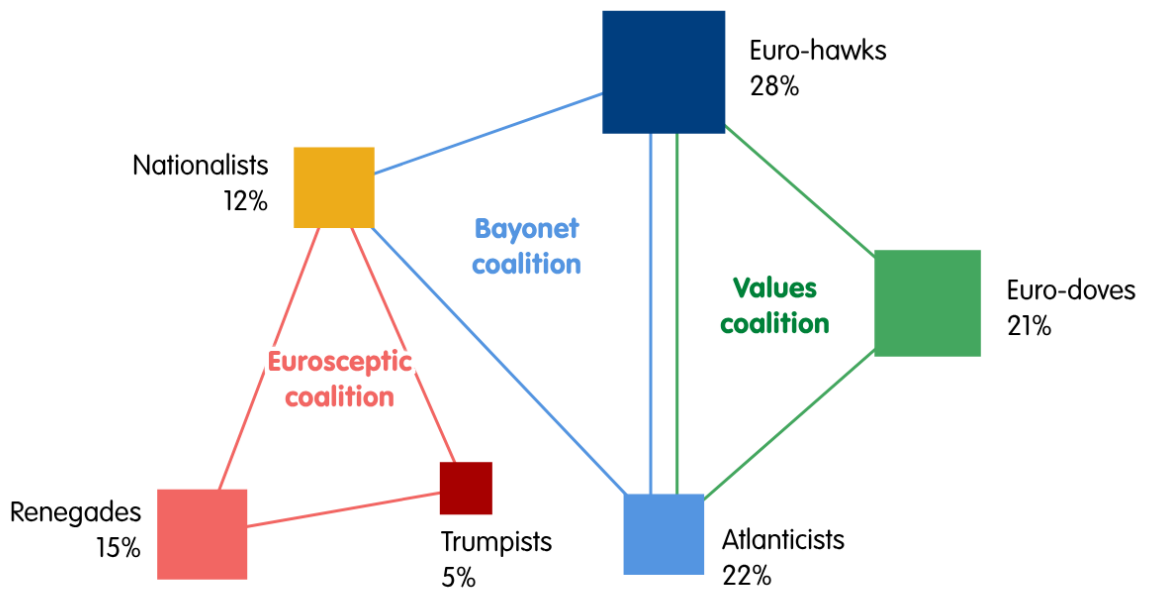 Euro-hawks
28%
Nationalists
12%
Bayonet
coalition
Values
coalition
Euro-doves
21%
Eurosceptic
coalition
Renegades
15%
Trumpists
5%
Atlanticists
22%